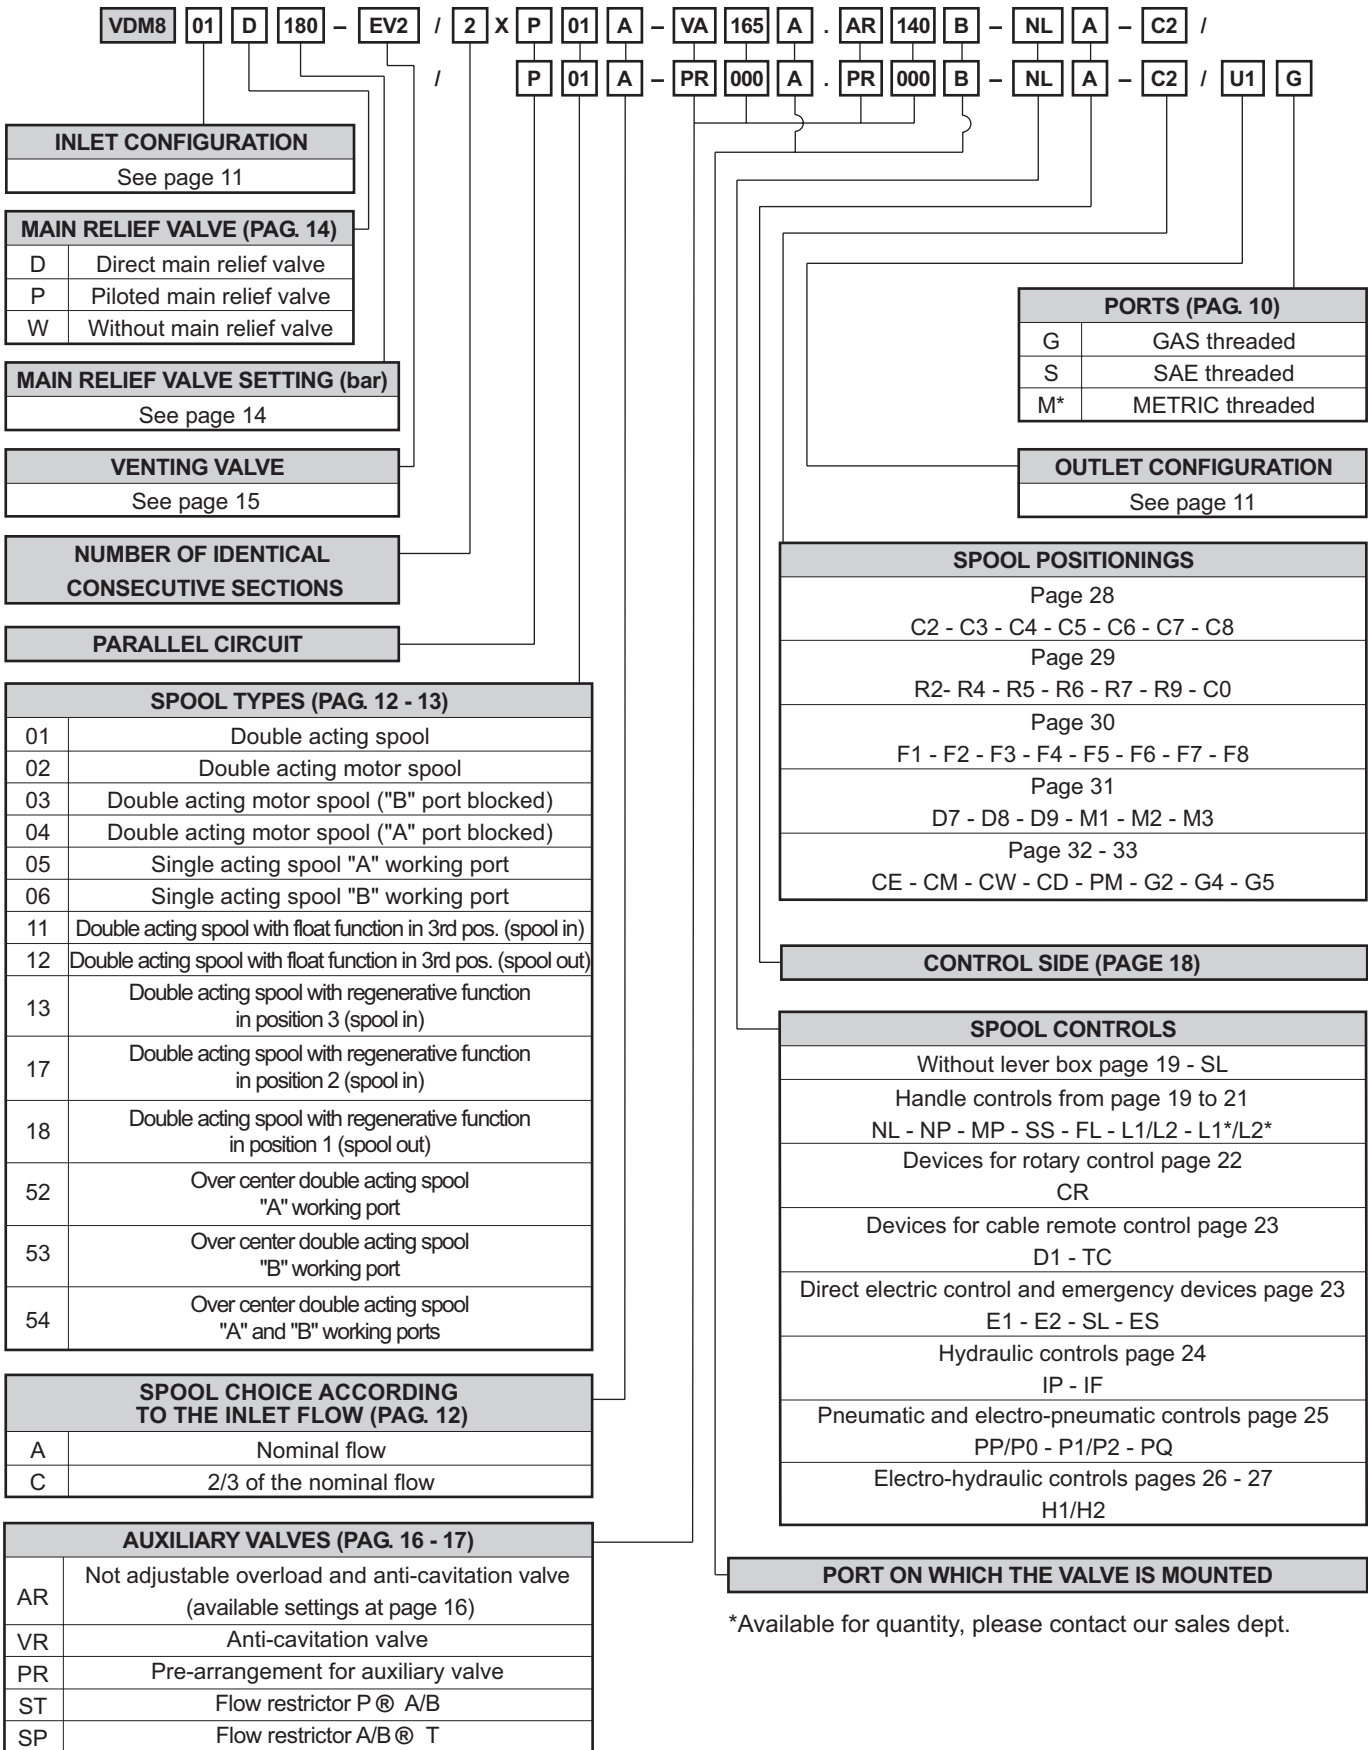 VDM8 01 D 180 – EV2 / 2 X P 01 A – VA 165 A . AR 140 B – NL A – C2 /
/ P 01 A – PR 000 A . PR 000 B – NL A – C2 / U1 G
INLET CONFIGURATION
See page 11
MAIN RELIEF VALVE (PAG. 14)
D Direct main relief valve
P Piloted main relief valve
W Without main relief valve
MAIN RELIEF VALVE SETTING (bar)
See page 14
VENTING VALVE
See page 15
NUMBER OF IDENTICAL
CONSECUTIVE SECTIONS
PARALLEL CIRCUIT
SPOOL TYPES (PAG. 12 - 13)
01 Double acting spool
02 Double acting motor spool
03 Double acting motor spool ("B" port blocked)
04 Double acting motor spool ("A" port blocked)
05 Single acting spool "A" working port
06 Single acting spool "B" working port
11 Double acting spool with float function in 3rd pos. (spool in)
12 Double acting spool with float function in 3rd pos. (spool out)
13 Double acting spool with regenerative function
in position 3 (spool in)
17 Double acting spool with regenerative function
in position 2 (spool in)
18 Double acting spool with regenerative function
in position 1 (spool out)
52 Over center double acting spool
"A" working port
53 Over center double acting spool
"B" working port
54 Over center double acting spool
"A" and "B" working ports
SPOOL CHOICE ACCORDING
TO THE INLET FLOW (PAG. 12)
A Nominal flow
C 2/3 of the nominal flow
AUXILIARY VALVES (PAG. 16 - 17)
AR Not adjustable overload and anti-cavitation valve
(available settings at page 16)
VR Anti-cavitation valve
PR Pre-arrangement for auxiliary valve
ST Flow restrictor P ® A/B
SP Flow restrictor A/B ® T
PORTS (PAG. 10)
G GAS threaded
S SAE threaded
M* METRIC threaded
OUTLET CONFIGURATION
See page 11
SPOOL POSITIONINGS
Page 28
C2 - C3 - C4 - C5 - C6 - C7 - C8
Page 29
R2- R4 - R5 - R6 - R7 - R9 - C0
Page 30
F1 - F2 - F3 - F4 - F5 - F6 - F7 - F8
Page 31
D7 - D8 - D9 - M1 - M2 - M3
Page 32 - 33
CE - CM - CW - CD - PM - G2 - G4 - G5
CONTROL SIDE (PAGE 18)
SPOOL CONTROLS
Without lever box page 19 - SL
Handle controls from page 19 to 21
NL - NP - MP - SS - FL - L1/L2 - L1*/L2*
Devices for rotary control page 22
CR
Devices for cable remote control page 23
D1 - TC
Direct electric control and emergency devices page 23
E1 - E2 - SL - ES
Hydraulic controls page 24
IP - IF
Pneumatic and electro-pneumatic controls page 25
PP/P0 - P1/P2 - PQ
Electro-hydraulic controls pages 26 - 27
H1/H2
PORT ON WHICH THE VALVE IS MOUNTED
*Available for quantity, please contact our sales dept.